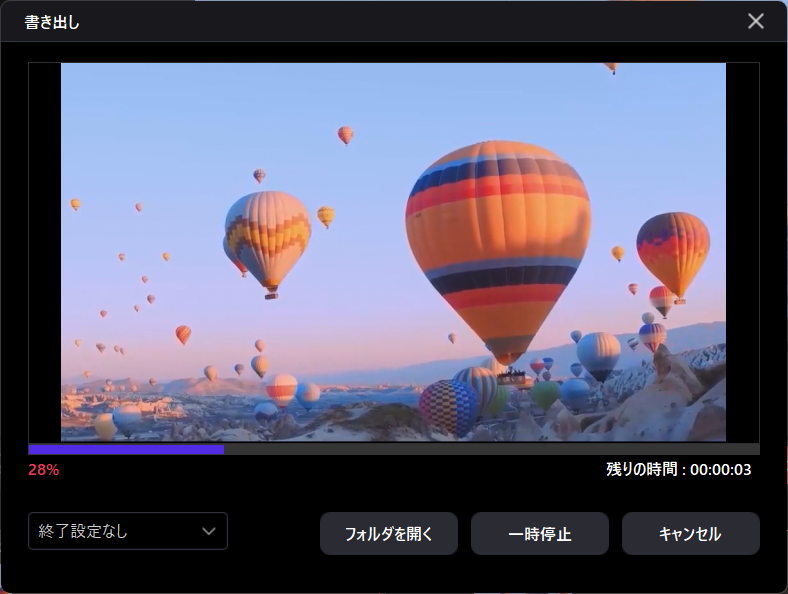 書き出し
28%
残りの時間 : 00:00:03
終了設定なし
フォルダを開く
一時停止
キャンセル